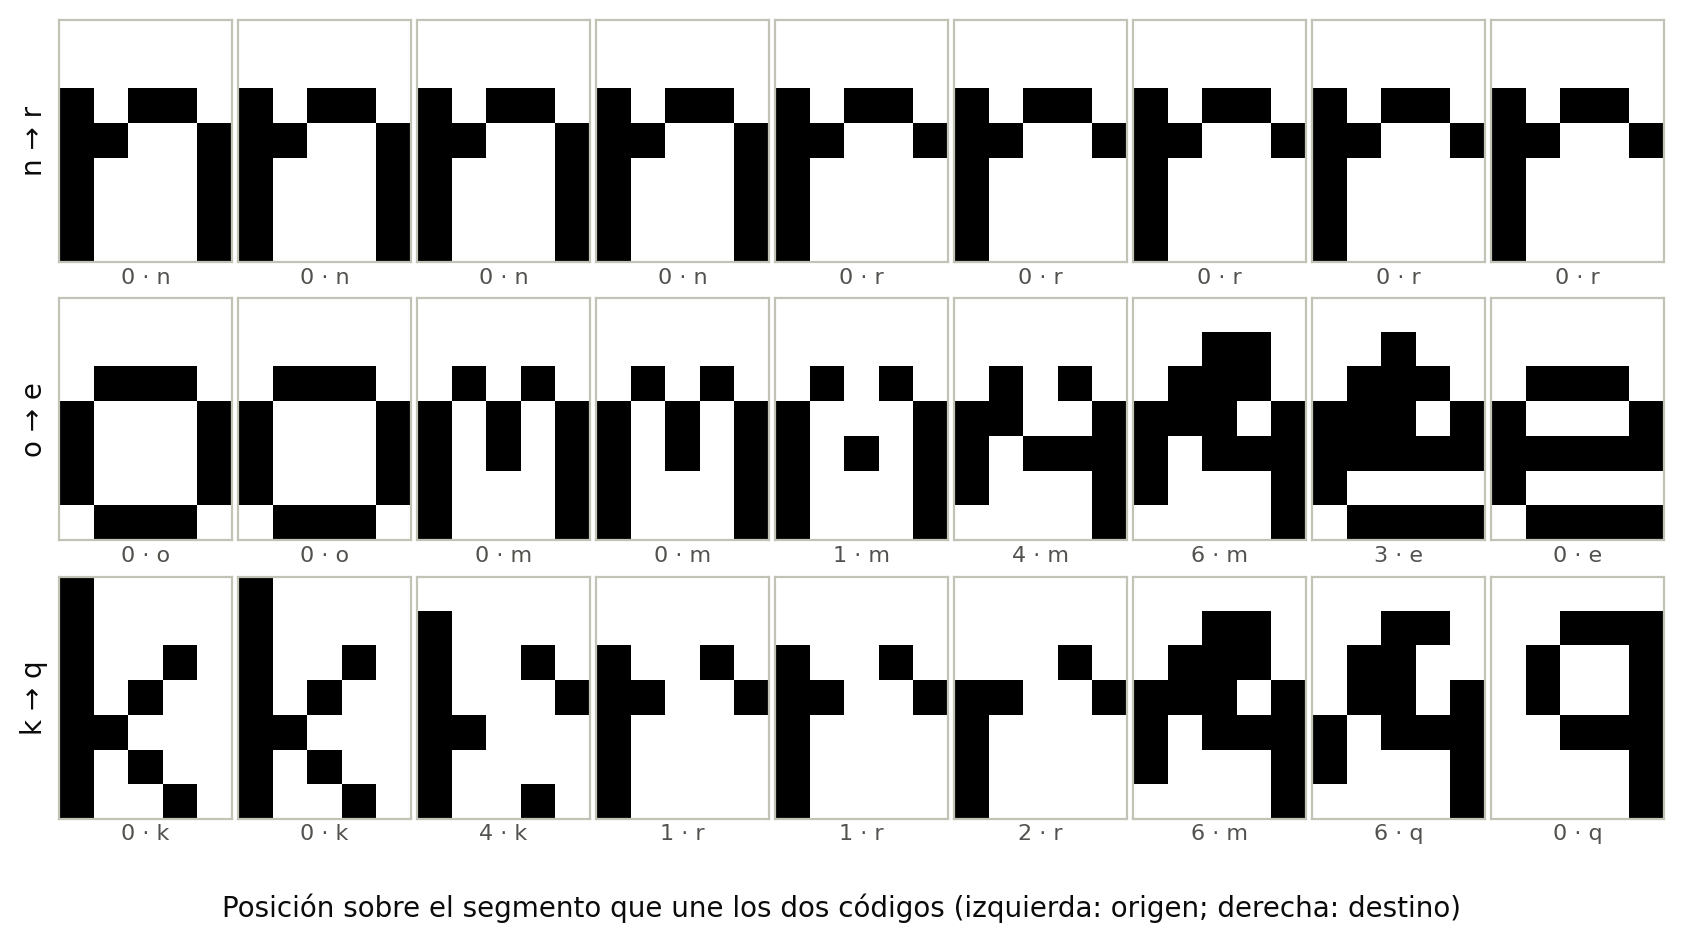 n → r
0 · n 0 · n 0 · n 0 · n 0 · r 0 · r 0 · r 0 · r 0 · r
o → e
0 · o 0 · o 0 · m 0 · m 1 · m 4 · m 6 · m 3 · e 0 · e
k → q
0 · k 0 · k 4 · k 1 · r 1 · r 2 · r 6 · m 6 · q 0 · q
Posición sobre el segmento que une los dos códigos (izquierda: origen; derecha: destino)